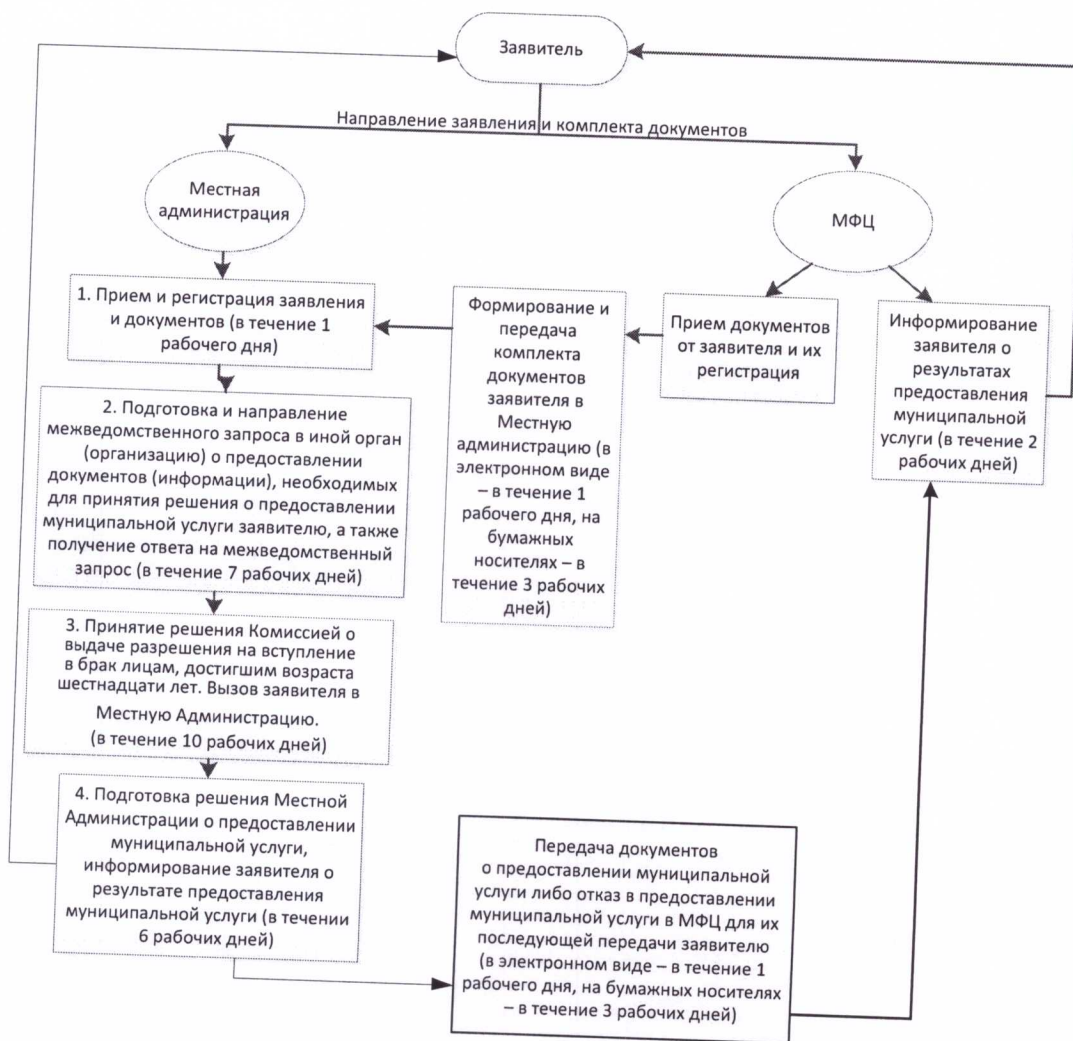 Заявитель
Направление заявления и комплекта документов
Местная
администрация
МФЦ
1. Прием и регистрация заявления
и документов (в течение 1
рабочего дня)
Формирование и
передача
комплекта
документов
заявителя в
Местную
администрацию (в
электронном виде
– в течение 1
рабочего дня, на
бумажных
носителях – в
течение 3 рабочих
дней)
Прием документов
от заявителя и их
регистрация
Информирование
заявителя о
результатах
предоставления
муниципальной
услуги (в течение 2
рабочих дней)
2. Подготовка и направление
межведомственного запроса в иной орган
(организацию) о предоставлении
документов (информации), необходимых
для принятия решения о предоставлении
муниципальной услуги заявителю, а также
получение ответа на межведомственный
запрос (в течение 7 рабочих дней)
3. Принятие решения Комиссией о
выдаче разрешения на вступление
в брак лицам, достигшим возраста
шестнадцати лет. Вызов заявителя в
Местную Администрацию.
(в течение 10 рабочих дней)
4. Подготовка решения Местной
Администрации о предоставлении
муниципальной услуги,
информирование заявителя о
результате предоставления
муниципальной услуги (в течении
6 рабочих дней)
Передача документов
о предоставлении муниципальной
услуги либо отказ в предоставлении
муниципальной услуги в МФЦ для их
последующей передачи заявителю
(в электронном виде – в течение 1
рабочего дня, на бумажных носителях
– в течение 3 рабочих дней)